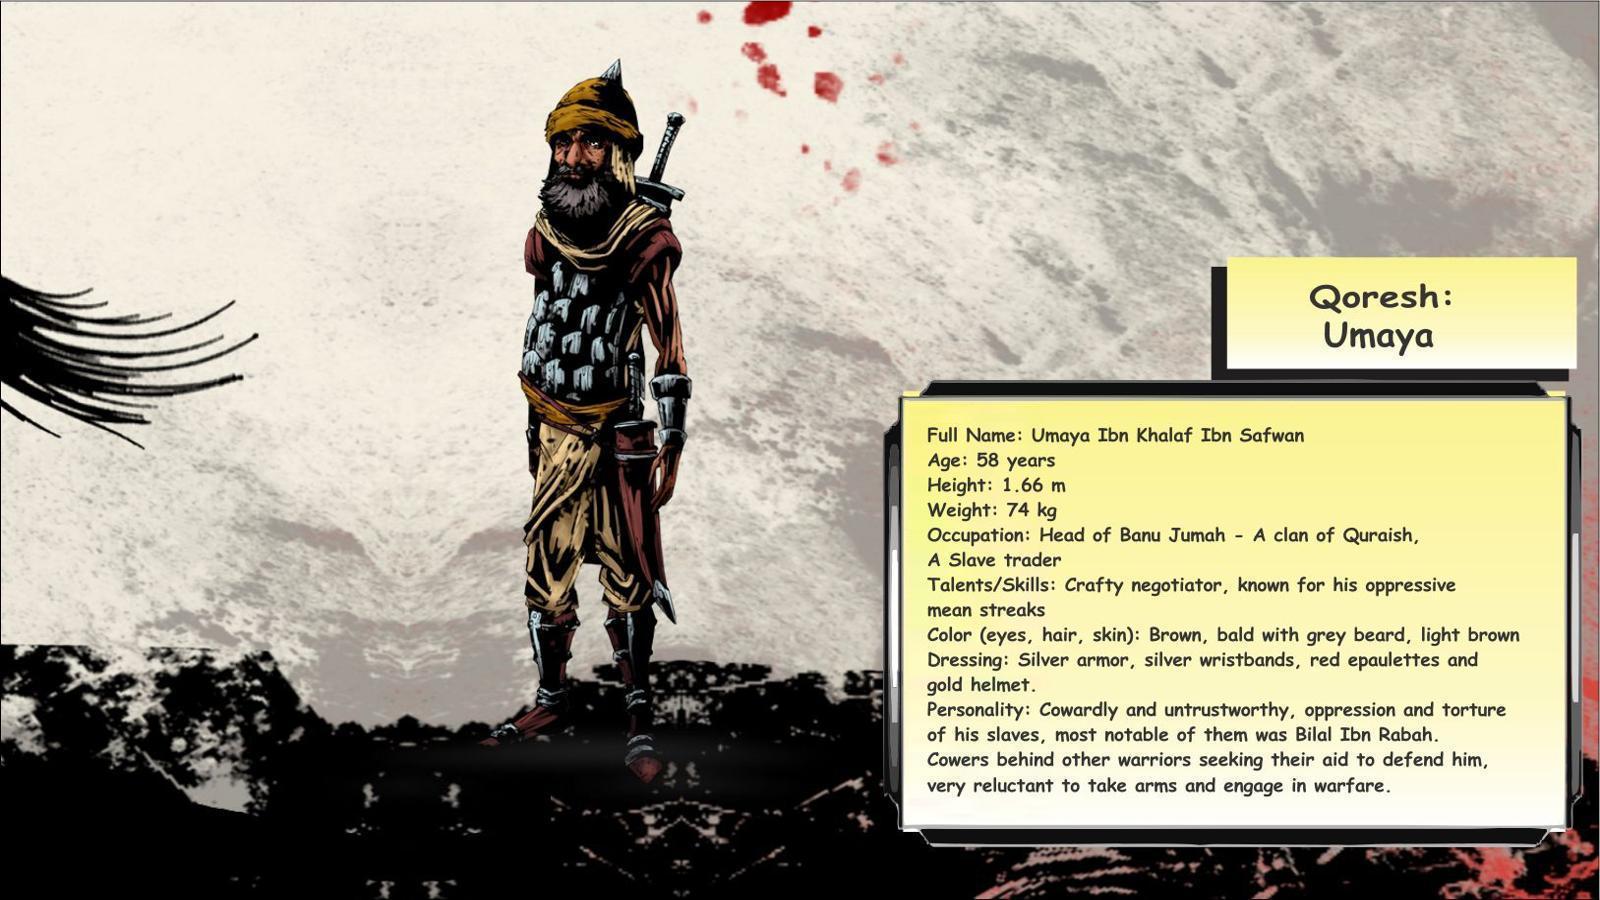 Qoresh:
Umaya
Full Name: Umaya Ibn Khalaf Ibn Safwan
Age: 58 years
Height: 1.66 m
Weight: 74 kg
Occupation: Head of Banu Jumah - A clan of Quraish,
A Slave trader
Talents/Skills: Crafty negotiator, known for his oppressive
mean streaks
Color (eyes, hair, skin): Brown, bald with grey beard, light brown
Dressing: Silver armor, silver wristbands, red epaulettes and
gold helmet.
Personality: Cowardly and untrustworthy, oppression and torture
of his slaves, most notable of them was Bilal Ibn Rabah.
Cowers behind other warriors seeking their aid to defend him,
very reluctant to take arms and engage in warfare.